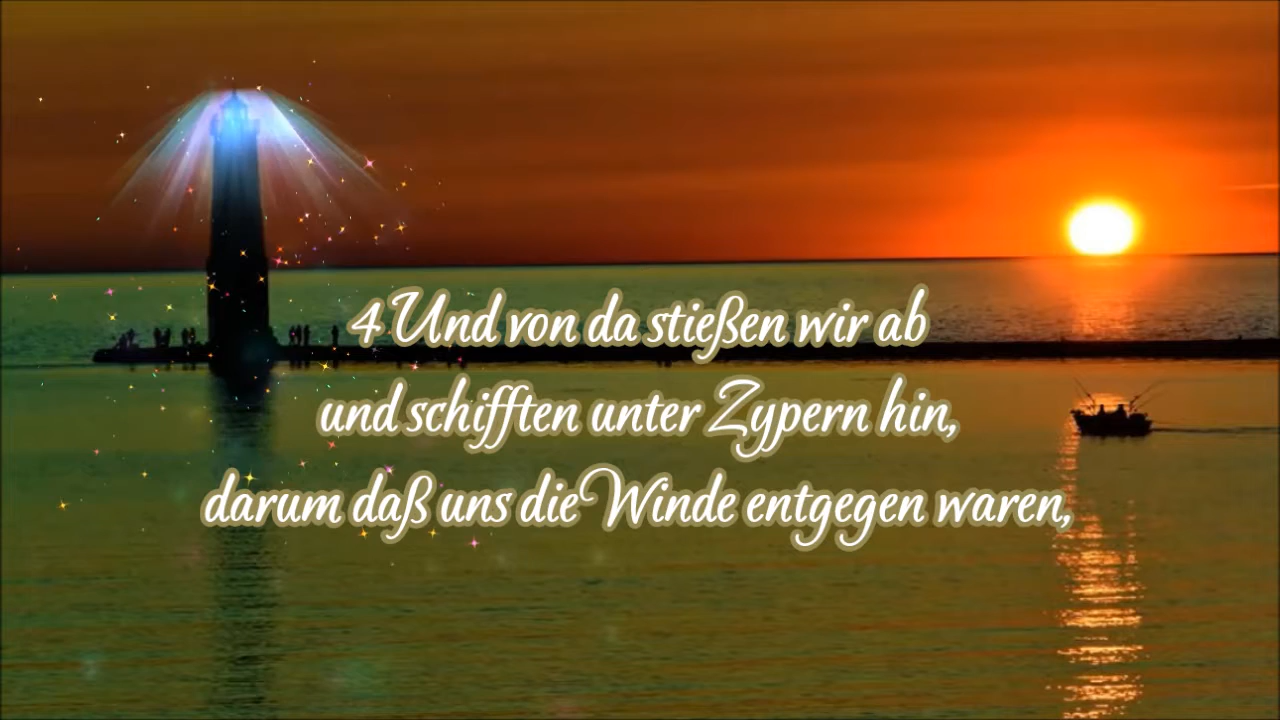 4 Und von da stießen wir ab
und schifften unter Zypern hin,
darum daß uns die Winde entgegen waren,